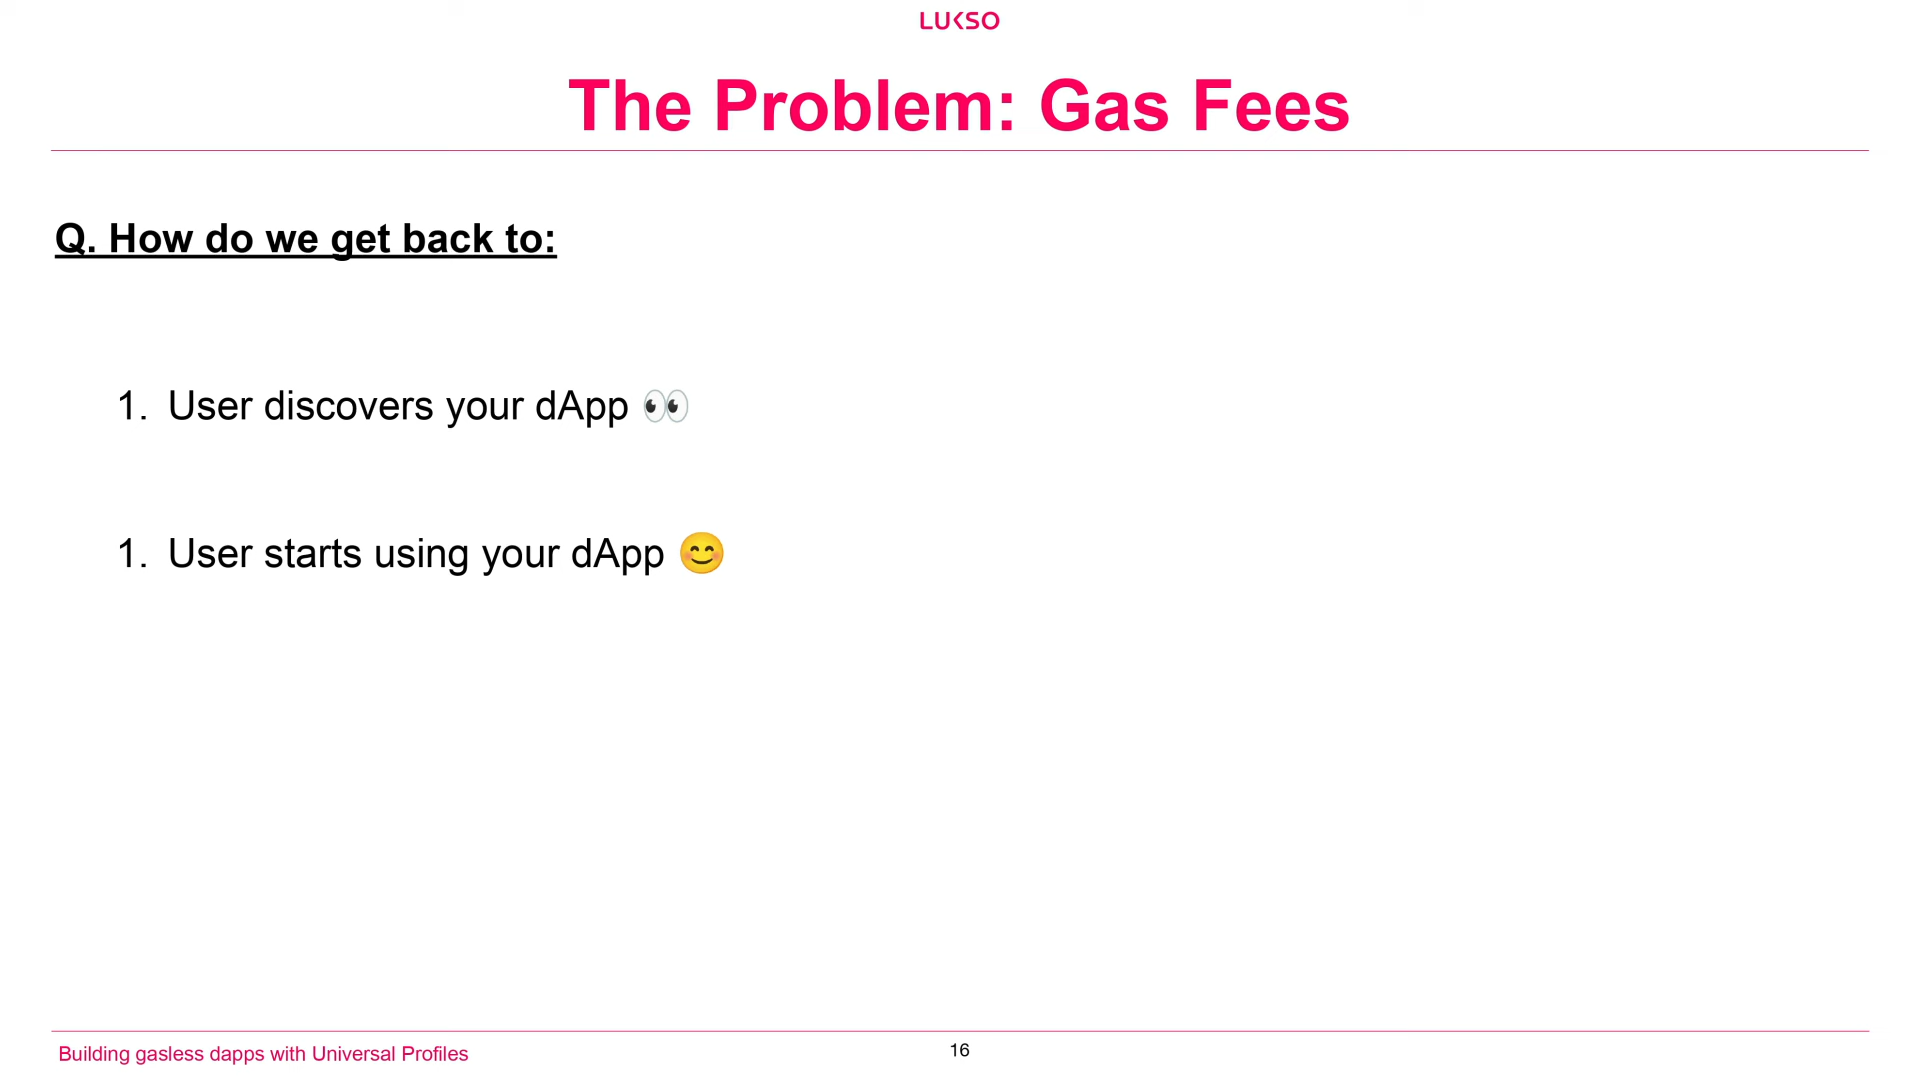 LUKSO
The Problem: Gas Fees
Q. How do we get back to:
1. User discovers your dApp 👀
1. User starts using your dApp 😊
Building gasless dapps with Universal Profiles
16